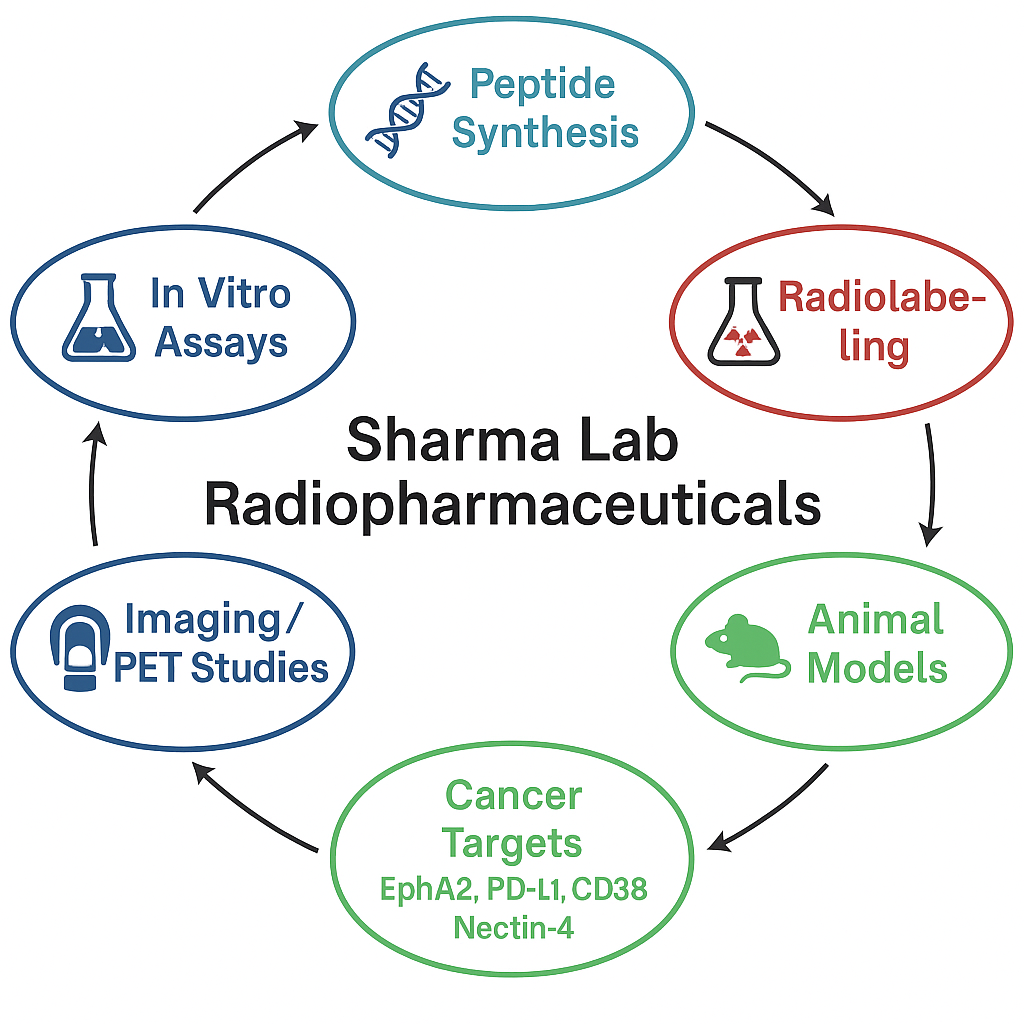 Peptide
Synthesis
In Vitro
Assays
Radiolabe-
ling
Sharma Lab
Radiopharmaceuticals
Imaging/
PET Studies
Animal
Models
Cancer
Targets
EphA2, PD-L1, CD38
Nectin-4